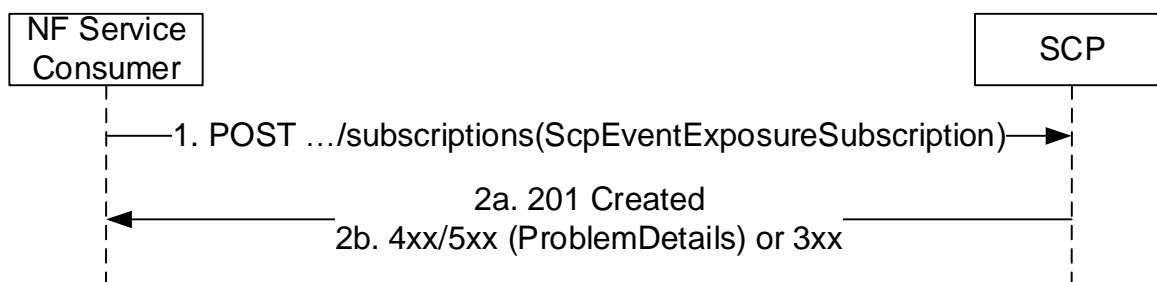 NF Service
Consumer
SCP
1. POST …/subscriptions(ScpEventExposureSubscription)
2a. 201 Created
2b. 4xx/5xx (ProblemDetails) or 3xx